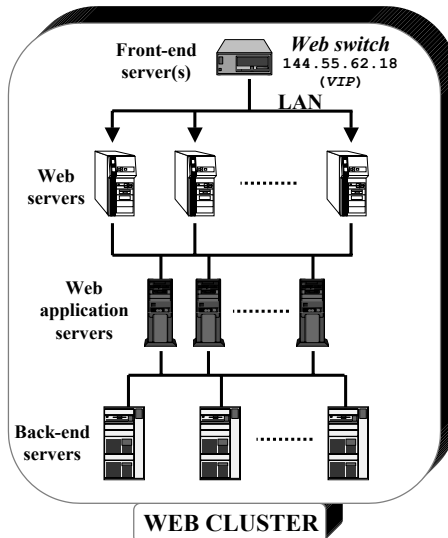 Front-end
server(s)
Web switch
144.55.62.18
(VIP)
LAN
Web
servers
Web
application
servers
Back-end
servers
WEB CLUSTER